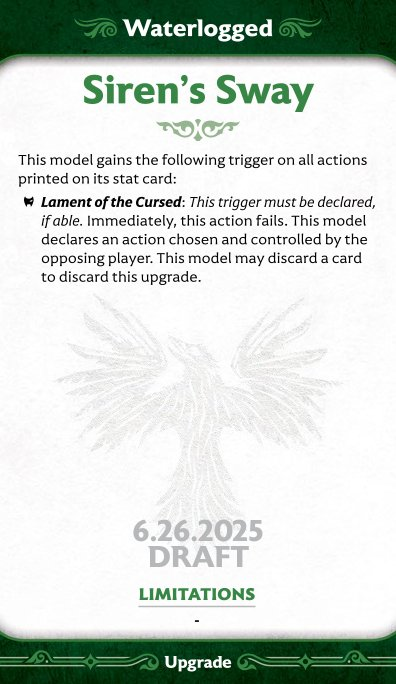 Waterlogged
Siren's Sway
This model gains the following trigger on all actions
printed on its stat card:
Lament of the Cursed: This trigger must be declared,
if able. Immediately, this action fails. This model
declares an action chosen and controlled by the
opposing player. This model may discard a card
to discard this upgrade.
6.26.2025
DRAFT
LIMITATIONS
-
Upgrade